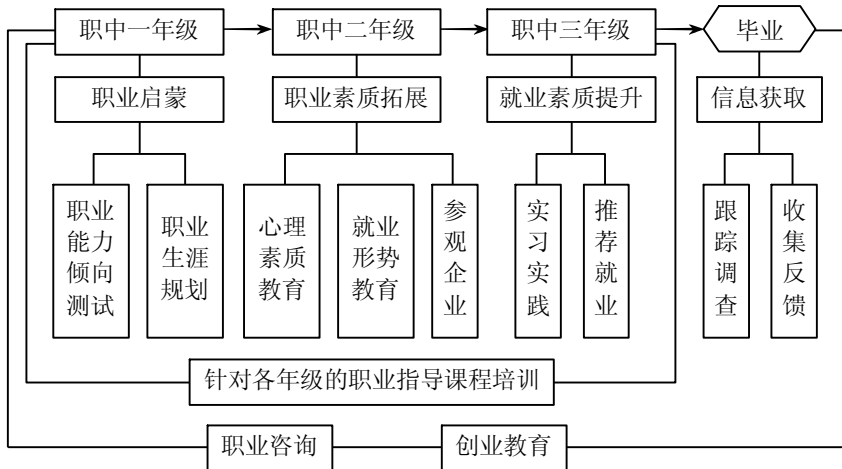 职中一年级
职中二年级
职中三年级
毕业
职业启蒙
职业素质拓展
就业素质提升
信息获取
职业
能力
倾向
测试
职业
生涯
规划
心理
素质
教育
就业
形势
教育
参
观
企
业
实
习
实
践
推
荐
就
业
跟
踪
调
查
收
集
反
馈
针对各年级的职业指导课程培训
职业咨询
创业教育